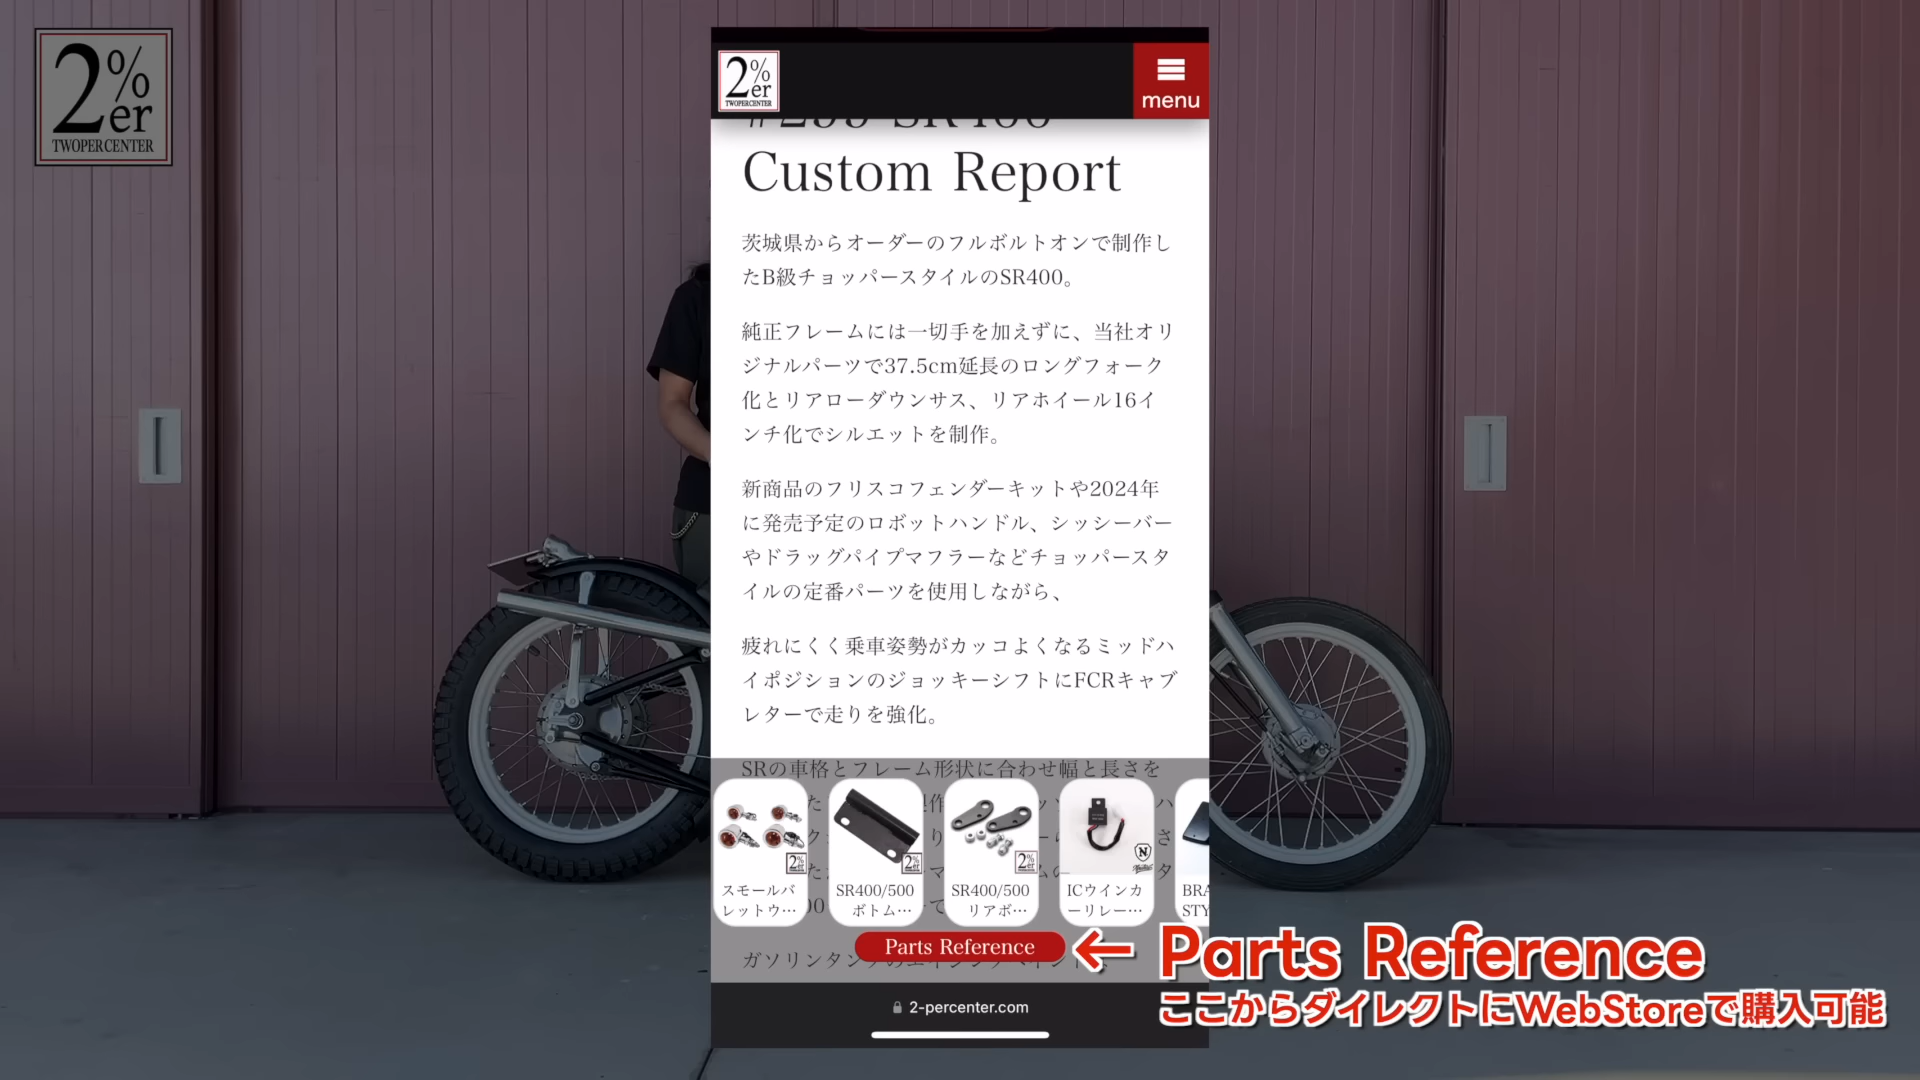 2%er
TWOPERCENTER
2%er
TWOPERCENTER
menu
SR400
Custom Report
茨城県からオーダーのフルボルトオンで制作し
たB級チョッパースタイルのSR400。
純正フレームには一切手を加えずに、当社オリ
ジナルパーツで37.5cm延長のロングフォーク
化とリアローダウンサス、リアホイール16イ
ンチ化でシルエットを制作。
新商品のフリスコフェンダーキットや2024年
に発売予定のロボットハンドル、シッシーバー
やドラッグパイプマフラーなどチョッパースタ
イルの定番パーツを使用しながら、
疲れにくく乗車姿勢がカッコよくなるミッドハ
イポジションのジョッキーシフトにFCRキャブ
レターで走りを強化。
SRの車格とフレーム形状に合わせ幅と長さを
スモールバ
レットウ…
SR400/500
ボトム…
SR400/500
リアボ…
ICウインカ
ーリレー…
BRA
STY
Parts Reference
← Parts Reference
ここからダイレクトにWebStoreで購入可能
2-percenter.com